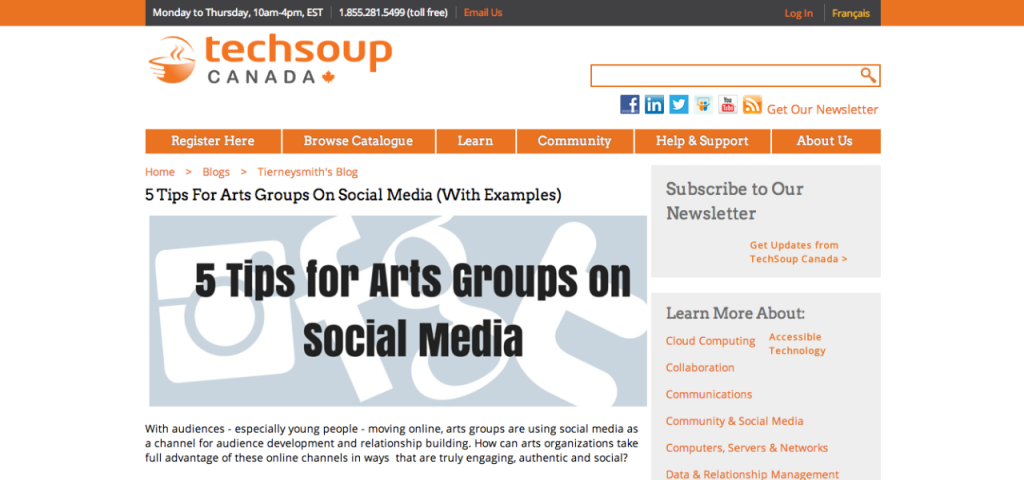 Monday to Thursday, 10am-4pm, EST
1.855.281.5499 (toll free)
Email Us
Log In
Français
techsoup
CANADA
Get Our Newsletter
Register Here
Browse Catalogue
Learn
Community
Help & Support
About Us
Home > Blogs > Tierneysmith's Blog
5 Tips For Arts Groups On Social Media (With Examples)
5 Tips for Arts Groups on
Social Media
With audiences - especially young people - moving online, arts groups are using social media as
a channel for audience development and relationship building. How can arts organizations take
full advantage of these online channels in ways that are truly engaging, authentic and social?
Subscribe to Our
Newsletter
Get Updates from
TechSoup Canada >
Learn More About:
Cloud Computing
Accessible
Technology
Collaboration
Communications
Community & Social Media
Computers, Servers & Networks
Data & Relationship Management